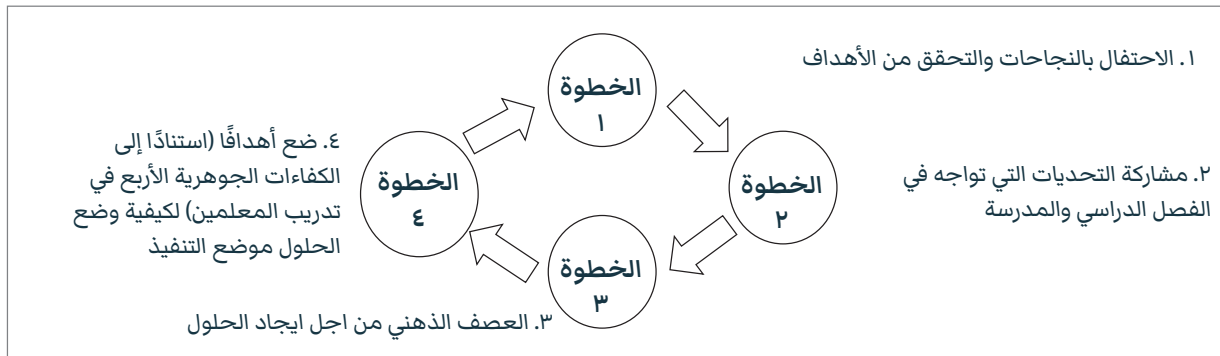 الخطوة
١
١. الاحتفال بالنجاحات والتحقق من الأهداف
الخطوة
٢
٢. مشاركة التحديات التي تواجه في
الفصل الدراسي والمدرسة
الخطوة
٣
٣. العصف الذهني من اجل ايجاد الحلول
الخطوة
٤
٤. ضع أهدافًا (استنادًا إلى
الكفاءات الجوهرية الأربع في
تدريب المعلمين) لكيفية وضع
الحلول موضع التنفيذ